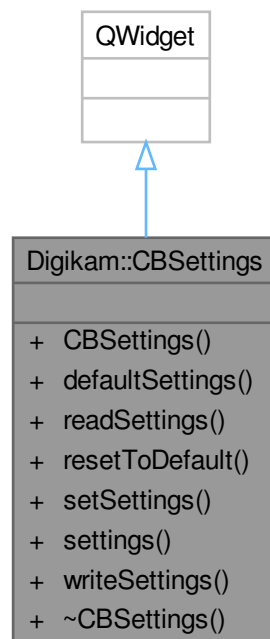 QWidget
Digikam::CBSettings
+ CBSettings()
+ defaultSettings()
+ readSettings()
+ resetToDefault()
+ setSettings()
+ settings()
+ writeSettings()
+ ~CBSettings()